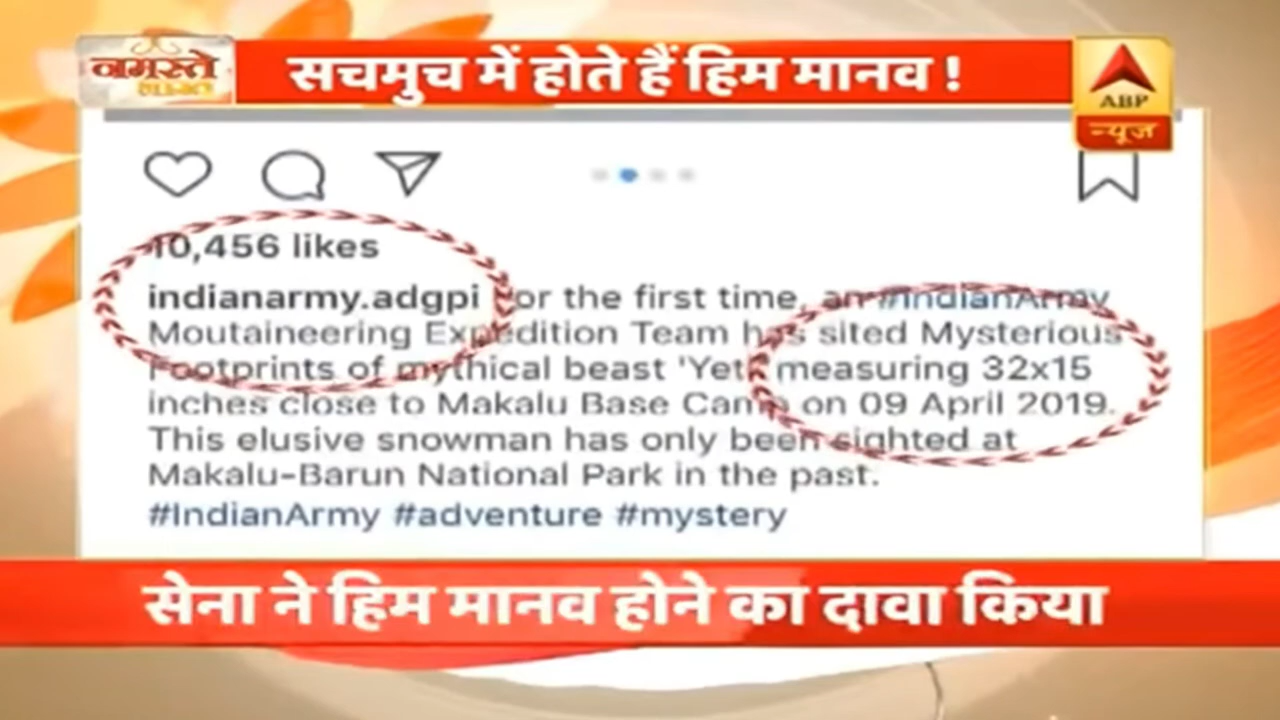 नमस्ते
भारत
सचमुच में होते हैं हिम मानव !
ABP
न्यूज़
10,456 likes
indianarmy.adgpi For the first time, an #IndianArmy
Moutaineering Expedition Team has sited Mysterious
Footprints of mythical beast 'Yeti' measuring 32x15
inches close to Makalu Base Camp on 09 April 2019.
This elusive snowman has only been sighted at
Makalu-Barun National Park in the past.
#IndianArmy #adventure #mystery
सेना ने हिम मानव होने का दावा किया